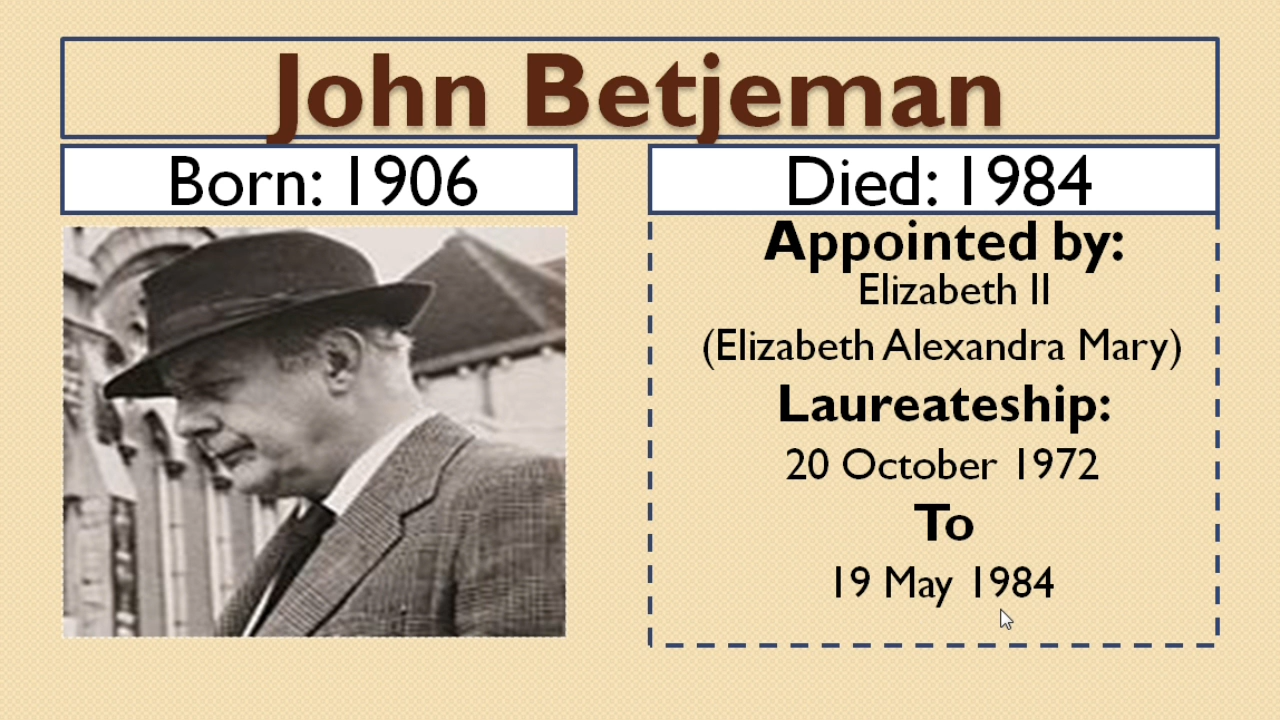 John Betjeman
Born: 1906
Died: 1984
Appointed by:
Elizabeth II
(Elizabeth Alexandra Mary)
Laureateship:
20 October 1972
To
19 May 1984